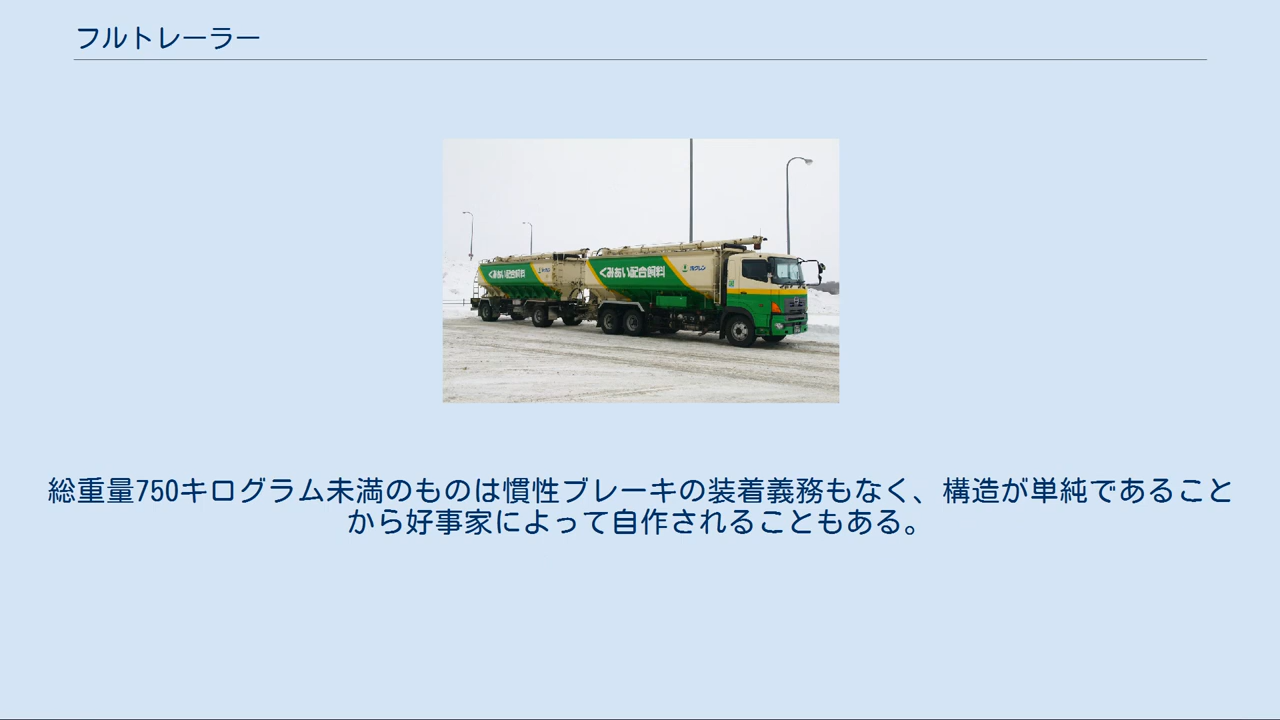 フルトレーラー
くみあい配合飼料
くみあい配合飼料
ホクレン
総重量750キログラム未満のものは慣性ブレーキの装着義務もなく、構造が単純であること
から好事家によって自作されることもある。